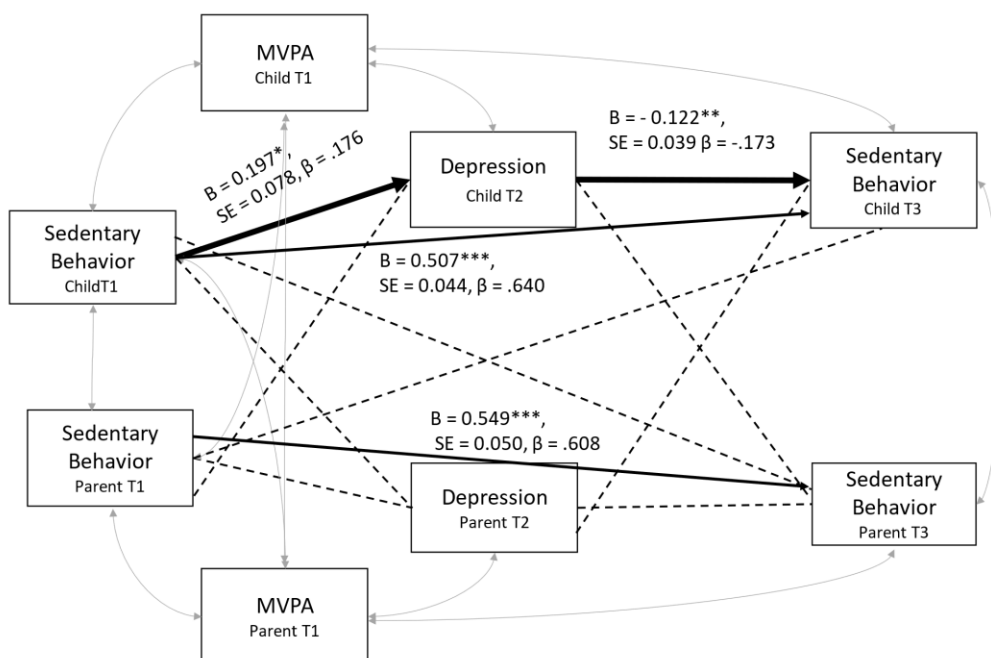 MVPA
Child T1
B = 0.197*,
SE = 0.078, β = .176
B = - 0.122**,
SE = 0.039 β = -.173
Depression
Child T2
Sedentary
Behavior
Child T3
Sedentary
Behavior
ChildT1
B = 0.507***,
SE = 0.044, β = .640
Sedentary
Behavior
Parent T1
B = 0.549***,
SE = 0.050, β = .608
Depression
Parent T2
Sedentary
Behavior
Parent T3
MVPA
Parent T1